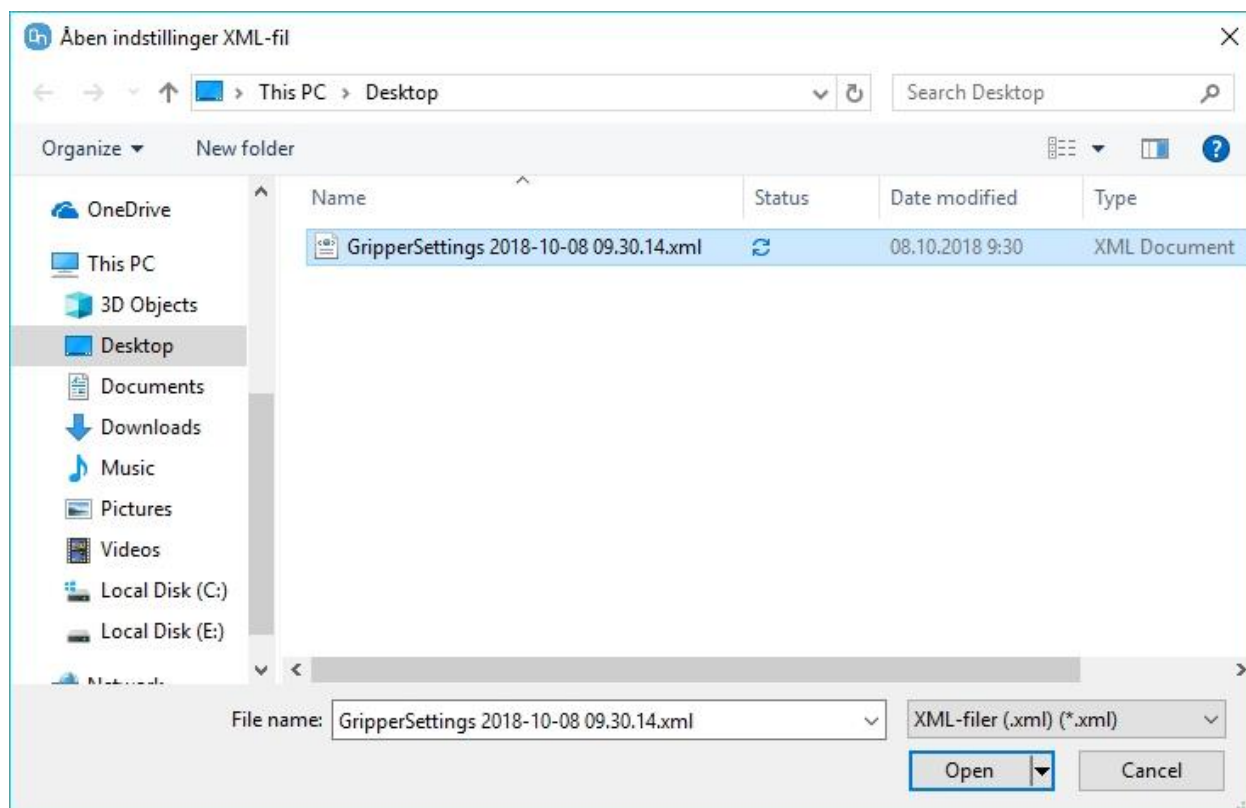 Åben indstillinger XML-fil
This PC > Desktop
Search Desktop
Organize
New folder
Name
Status
Date modified
Type
OneDrive
GripperSettings 2018-10-08 09.30.14.xml
08.10.2018 9:30
XML Document
This PC
3D Objects
Desktop
Documents
Downloads
Music
Pictures
Videos
Local Disk (C:)
Local Disk (E:)
Network
File name:
GripperSettings 2018-10-08 09.30.14.xml
XML-filer (.xml) (*.xml)
Open
Cancel